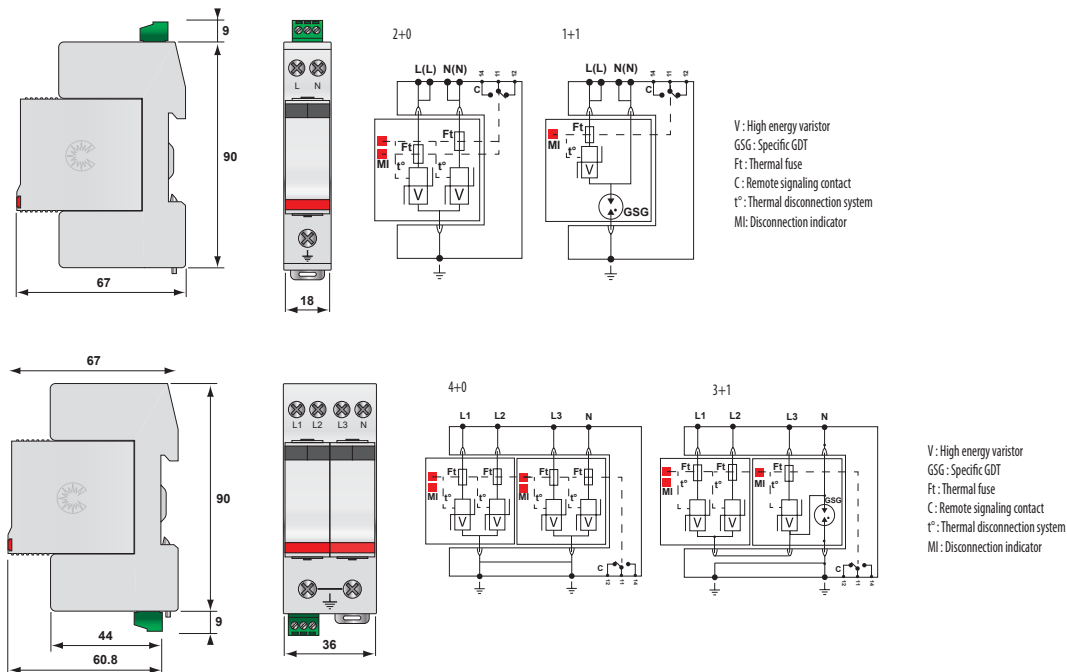 9
90
67
L N
18
2+0
L(L) N(N)
14 11 12
C
Ft
Ft
MI
t° t°
V V
1+1
L(L) N(N)
14 11 12
C
Ft
MI
t°
V
GSG
V : High energy varistor
GSG : Specific GDT
Ft : Thermal fuse
C : Remote signaling contact
t° : Thermal disconnection system
MI: Disconnection indicator
67
90
9
44
60.8
L1 L2 L3 N
36
4+0
L1 L2 L3 N
Ft Ft Ft Ft
MI t° t° MI t° t°
V V V V
C
12 11 14
3+1
L1 L2 L3 N
Ft Ft Ft
MI t° t° MI t°
GSG
V V V
C
12 11 14
V : High energy varistor
GSG : Specific GDT
Ft : Thermal fuse
C : Remote signaling contact
t° : Thermal disconnection system
MI : Disconnection indicator